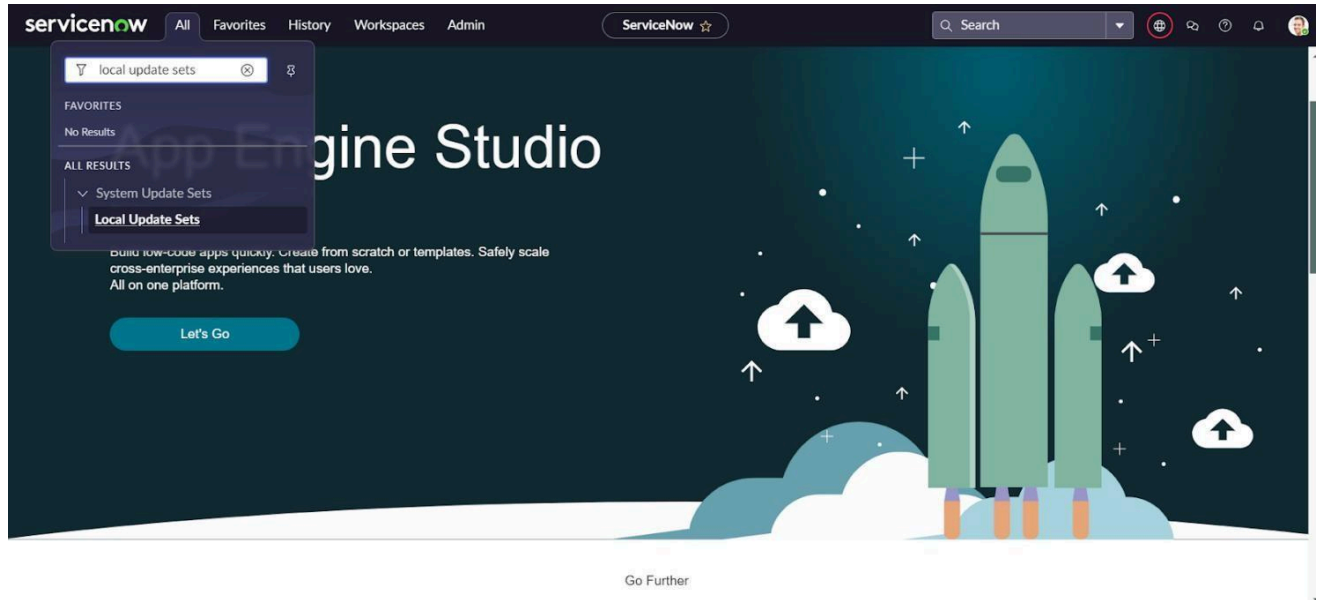 servicenow All Favorites History Workspaces Admin ServiceNow Search
local update sets
FAVORITES
No Results
App Engine Studio
ALL RESULTS
System Update Sets
Local Update Sets
Build low-code apps quickly. Create from scratch or templates. Safely scale
cross-enterprise experiences that users love.
All on one platform.
Let's Go
Go Further